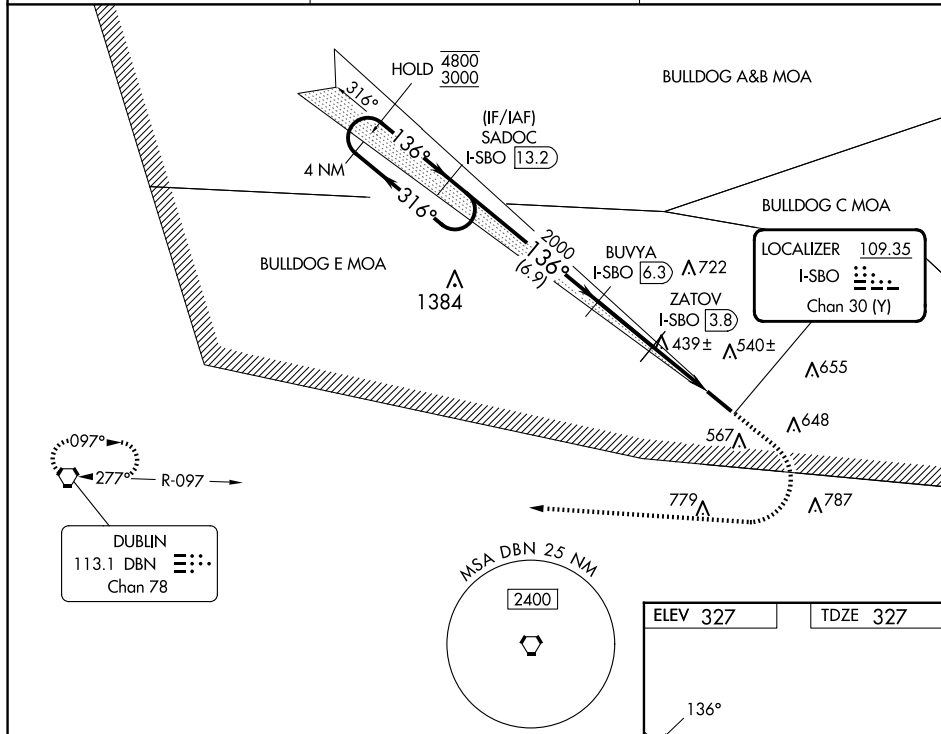 HOLD 4800
3000
BULLDOG A&B MOA
316°
(IF/IAF)
SADOC
I-SBO 13.2
136°
4 NM
316°
BULLDOG C MOA
2000
136°
(6.9)
BUVYA
I-SBO 6.3
722
LOCALIZER 109.35
I-SBO
Chan 30 (Y)
BULLDOG E MOA
1384
ZATOV
I-SBO 3.8
439±
540±
655
648
567
097°
277°
R-097
779
787
DUBLIN
113.1 DBN
Chan 78
MSA DBN 25 NM
2400
ELEV 327
TDZE 327
136°